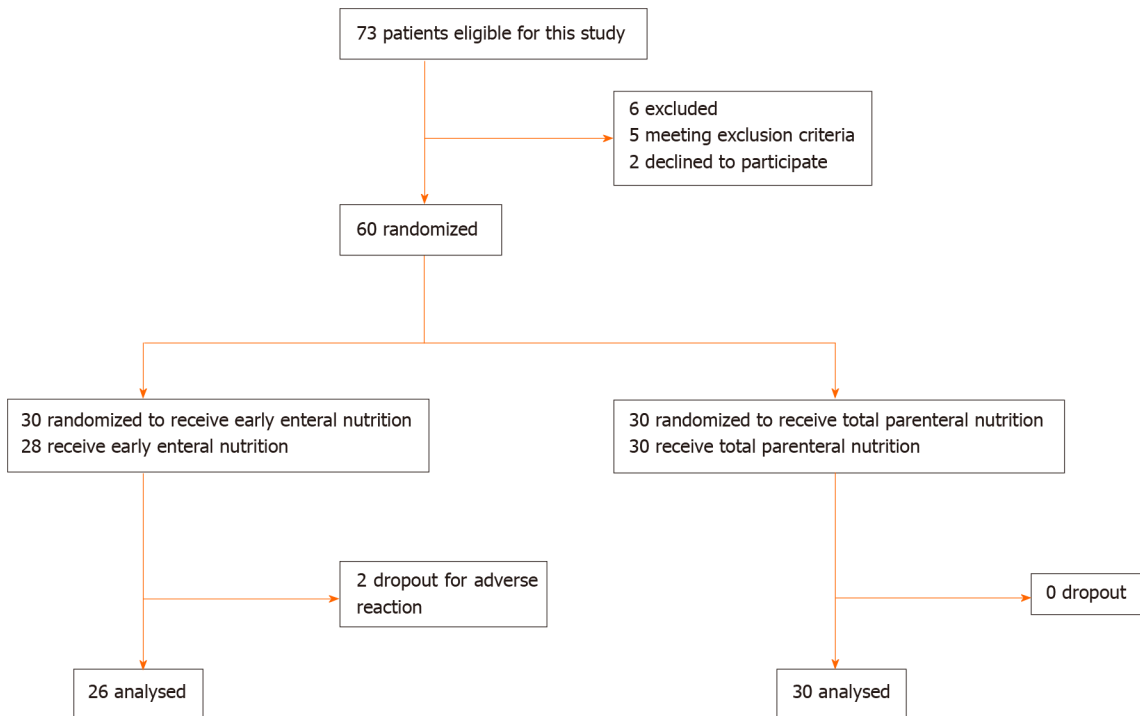 73 patients eligible for this study
6 excluded
5 meeting exclusion criteria
2 declined to participate
60 randomized
30 randomized to receive early enteral nutrition
28 receive early enteral nutrition
30 randomized to receive total parenteral nutrition
30 receive total parenteral nutrition
2 dropout for adverse
reaction
0 dropout
26 analysed
30 analysed